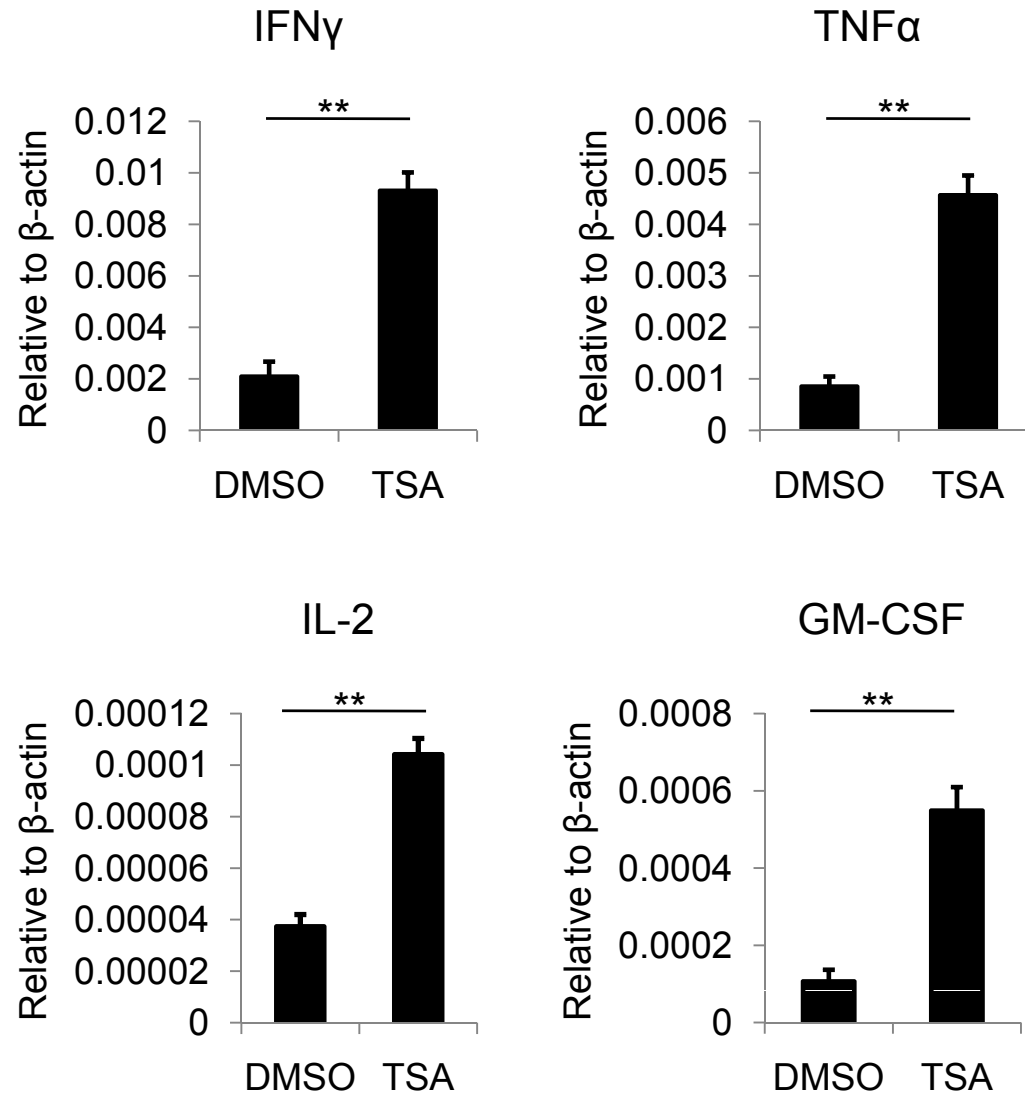 IFNγ
**
Relative to β-actin
0.012
0.01
0.008
0.006
0.004
0.002
0
DMSO TSA
TNFα
**
Relative to β-actin
0.006
0.005
0.004
0.003
0.002
0.001
0
DMSO TSA
IL-2
**
Relative to β-actin
0.00012
0.0001
0.00008
0.00006
0.00004
0.00002
0
DMSO TSA
GM-CSF
**
Relative to β-actin
0.0008
0.0006
0.0004
0.0002
0
DMSO TSA